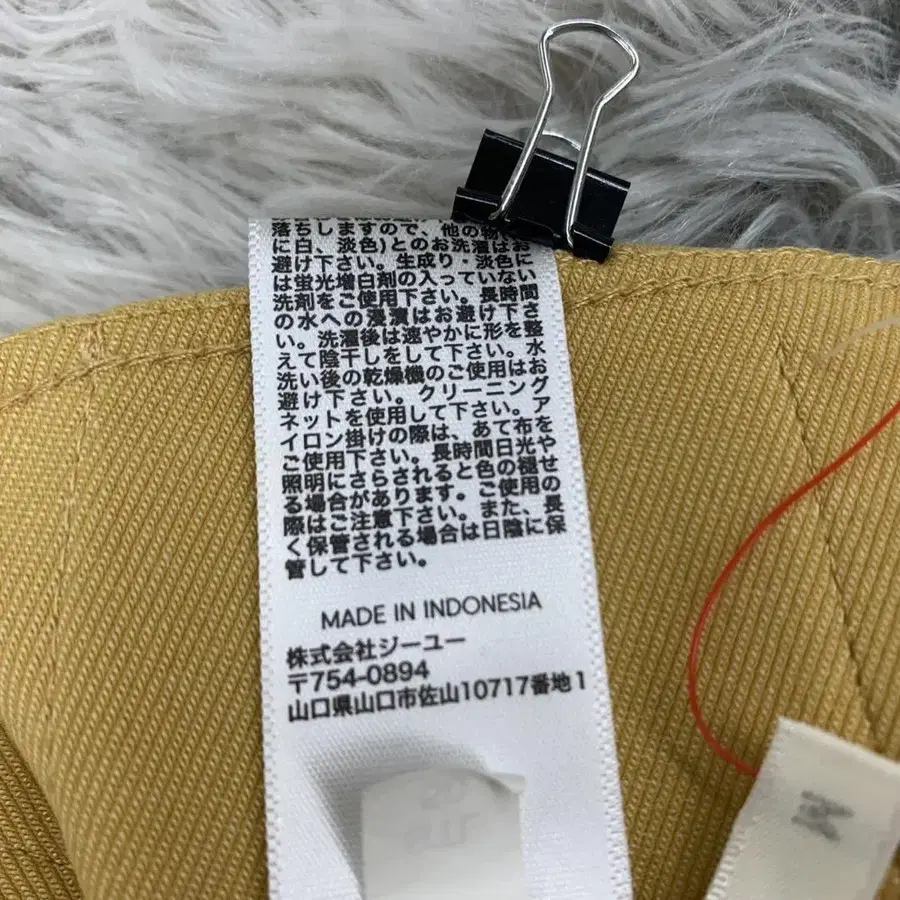 落ちしますので、他の物
に白、淡色)とのお洗濯はお
避け下さい。生成り・淡色に
は蛍光増白剤の入っていない
洗剤をご使用下さい。長時間
の水への浸漬はお避け下さ
い。洗濯後は速やかに形を整
えて陰干しをして下さい。水
洗い後の乾燥機のご使用はお
避け下さい。クリーニング
ネットを使用して下さい。ア
イロン掛けの際は、あて布を
ご使用下さい。長時間日光や
照明にさらされると色の褪せ
る場合があります。ご使用の
際はご注意下さい。また、長
く保管される場合は日陰に保
管して下さい。
MADE IN INDONESIA
株式会社ジーユー
〒754-0894
山口県山口市佐山10717番地1
M